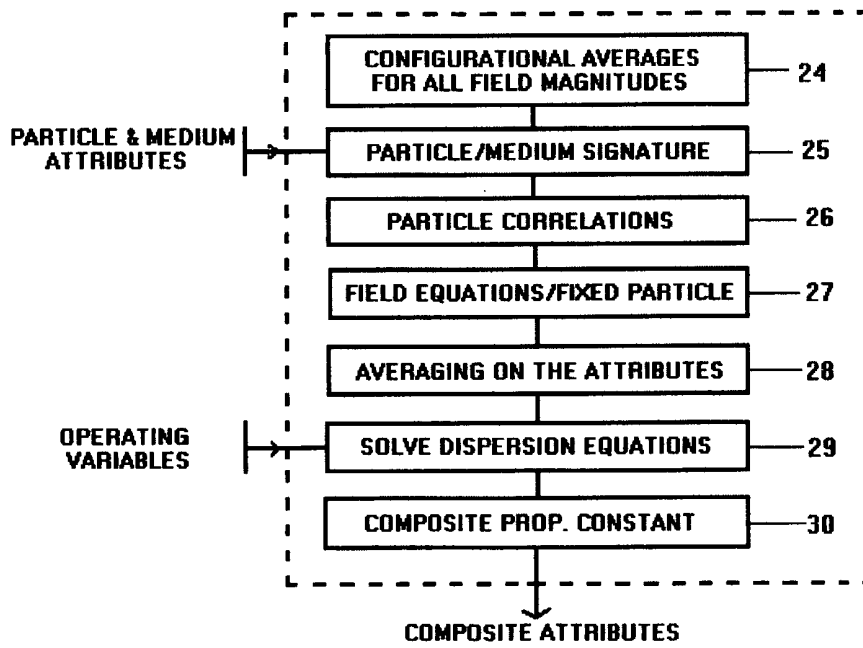 CONFIGURATIONAL AVERAGES
FOR ALL FIELD MAGNITUDES
24
PARTICLE & MEDIUM
ATTRIBUTES
PARTICLE/MEDIUM SIGNATURE
25
PARTICLE CORRELATIONS
26
FIELD EQUATIONS/FIXED PARTICLE
27
AVERAGING ON THE ATTRIBUTES
28
OPERATING
VARIABLES
SOLVE DISPERSION EQUATIONS
29
COMPOSITE PROP. CONSTANT
30
COMPOSITE ATTRIBUTES